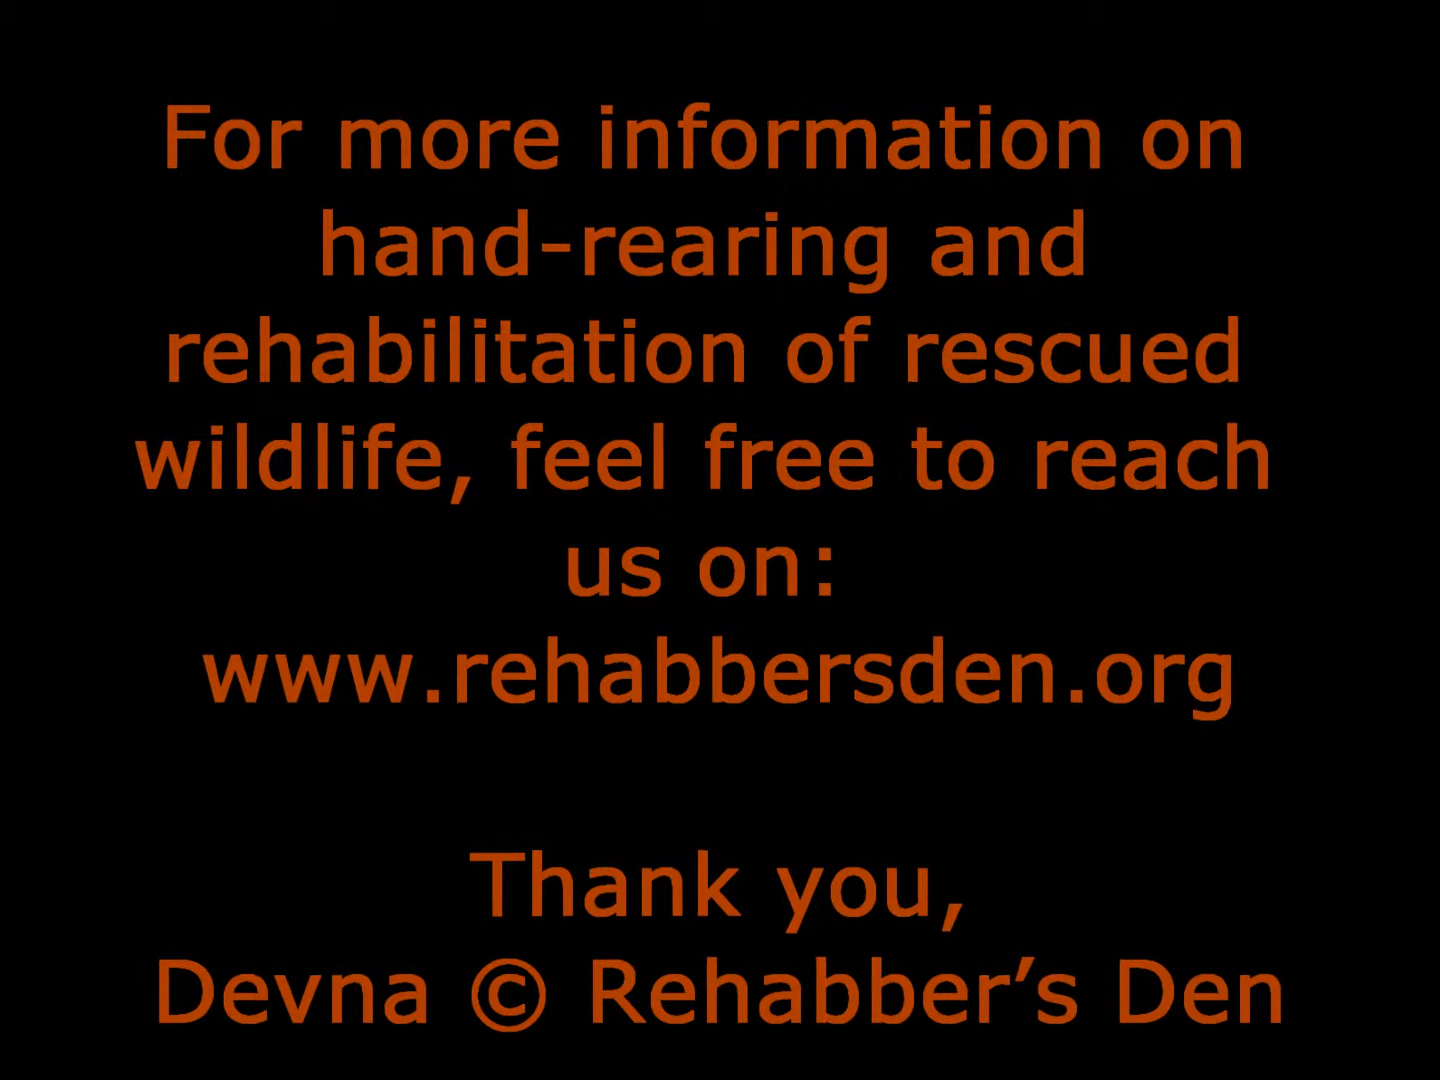 For more information on
hand-rearing and
rehabilitation of rescued
wildlife, feel free to reach
us on:
www.rehabbersden.org
Thank you,
Devna © Rehabber’s Den